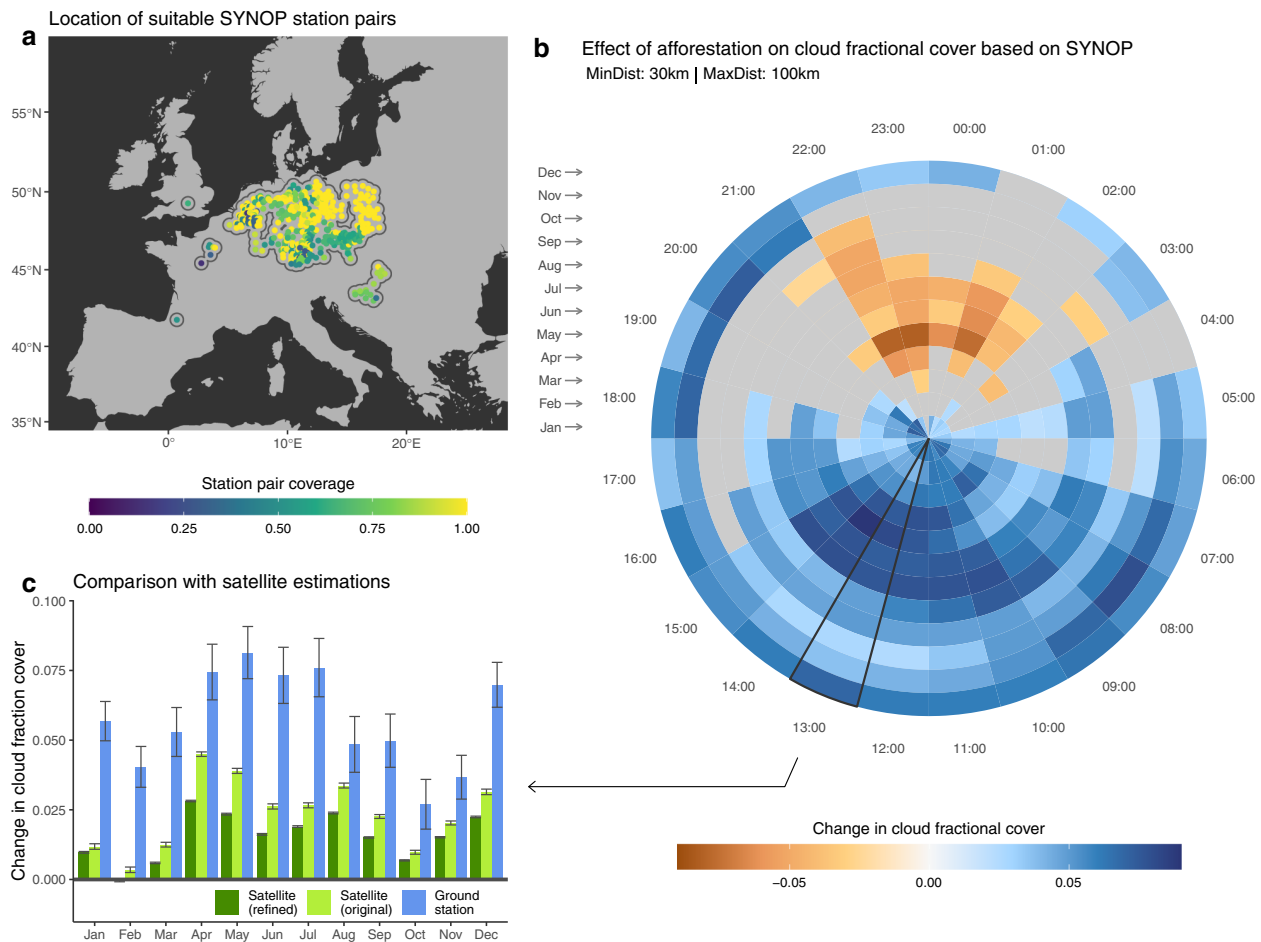 Location of suitable SYNOP station pairs
a
55°N
50°N
45°N
40°N
35°N
0°
10°E
20°E
Station pair coverage
0.00
0.25
0.50
0.75
1.00
b
Effect of afforestation on cloud fractional cover based on SYNOP
MinDist: 30km | MaxDist: 100km
Dec →
Nov →
Oct →
Sep →
Aug →
Jul →
Jun →
May →
Apr →
Mar →
Feb →
Jan →
00:00
01:00
02:00
03:00
04:00
05:00
06:00
07:00
08:00
09:00
10:00
11:00
12:00
13:00
14:00
15:00
16:00
17:00
18:00
19:00
20:00
21:00
22:00
23:00
Change in cloud fractional cover
−0.05
0.00
0.05
c
Comparison with satellite estimations
Change in cloud fraction cover
0.100
0.075
0.050
0.025
0.000
Satellite
(refined)
Satellite
(original)
Ground
station
Jan
Feb
Mar
Apr
May
Jun
Jul
Aug
Sep
Oct
Nov
Dec